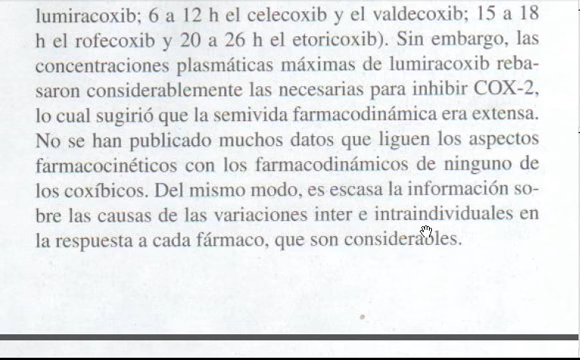 lumiracoxib; 6 a 12 h el celecoxib y el valdecoxib; 15 a 18
h el rofecoxib y 20 a 26 h el etoricoxib). Sin embargo, las
concentraciones plasmáticas máximas de lumiracoxib reba-
saron considerablemente las necesarias para inhibir COX-2,
lo cual sugirió que la semivida farmacodinámica era extensa.
No se han publicado muchos datos que liguen los aspectos
farmacocinéticos con los farmacodinámicos de ninguno de
los coxíbicos. Del mismo modo, es escasa la información so-
bre las causas de las variaciones inter e intraindividuales en
la respuesta a cada fármaco, que son considerables.